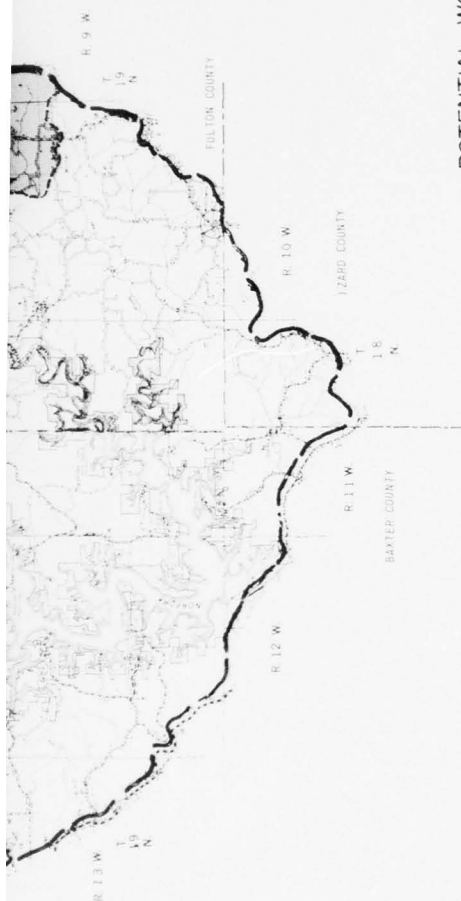 R 9 W
T
19
N
FULTON COUNTY
R. 10 W
IZARD COUNTY
T
18
N
R. 11 W
BAXTER COUNTY
R. 12 W
T
19
N
R 13 W
POTENTIAL